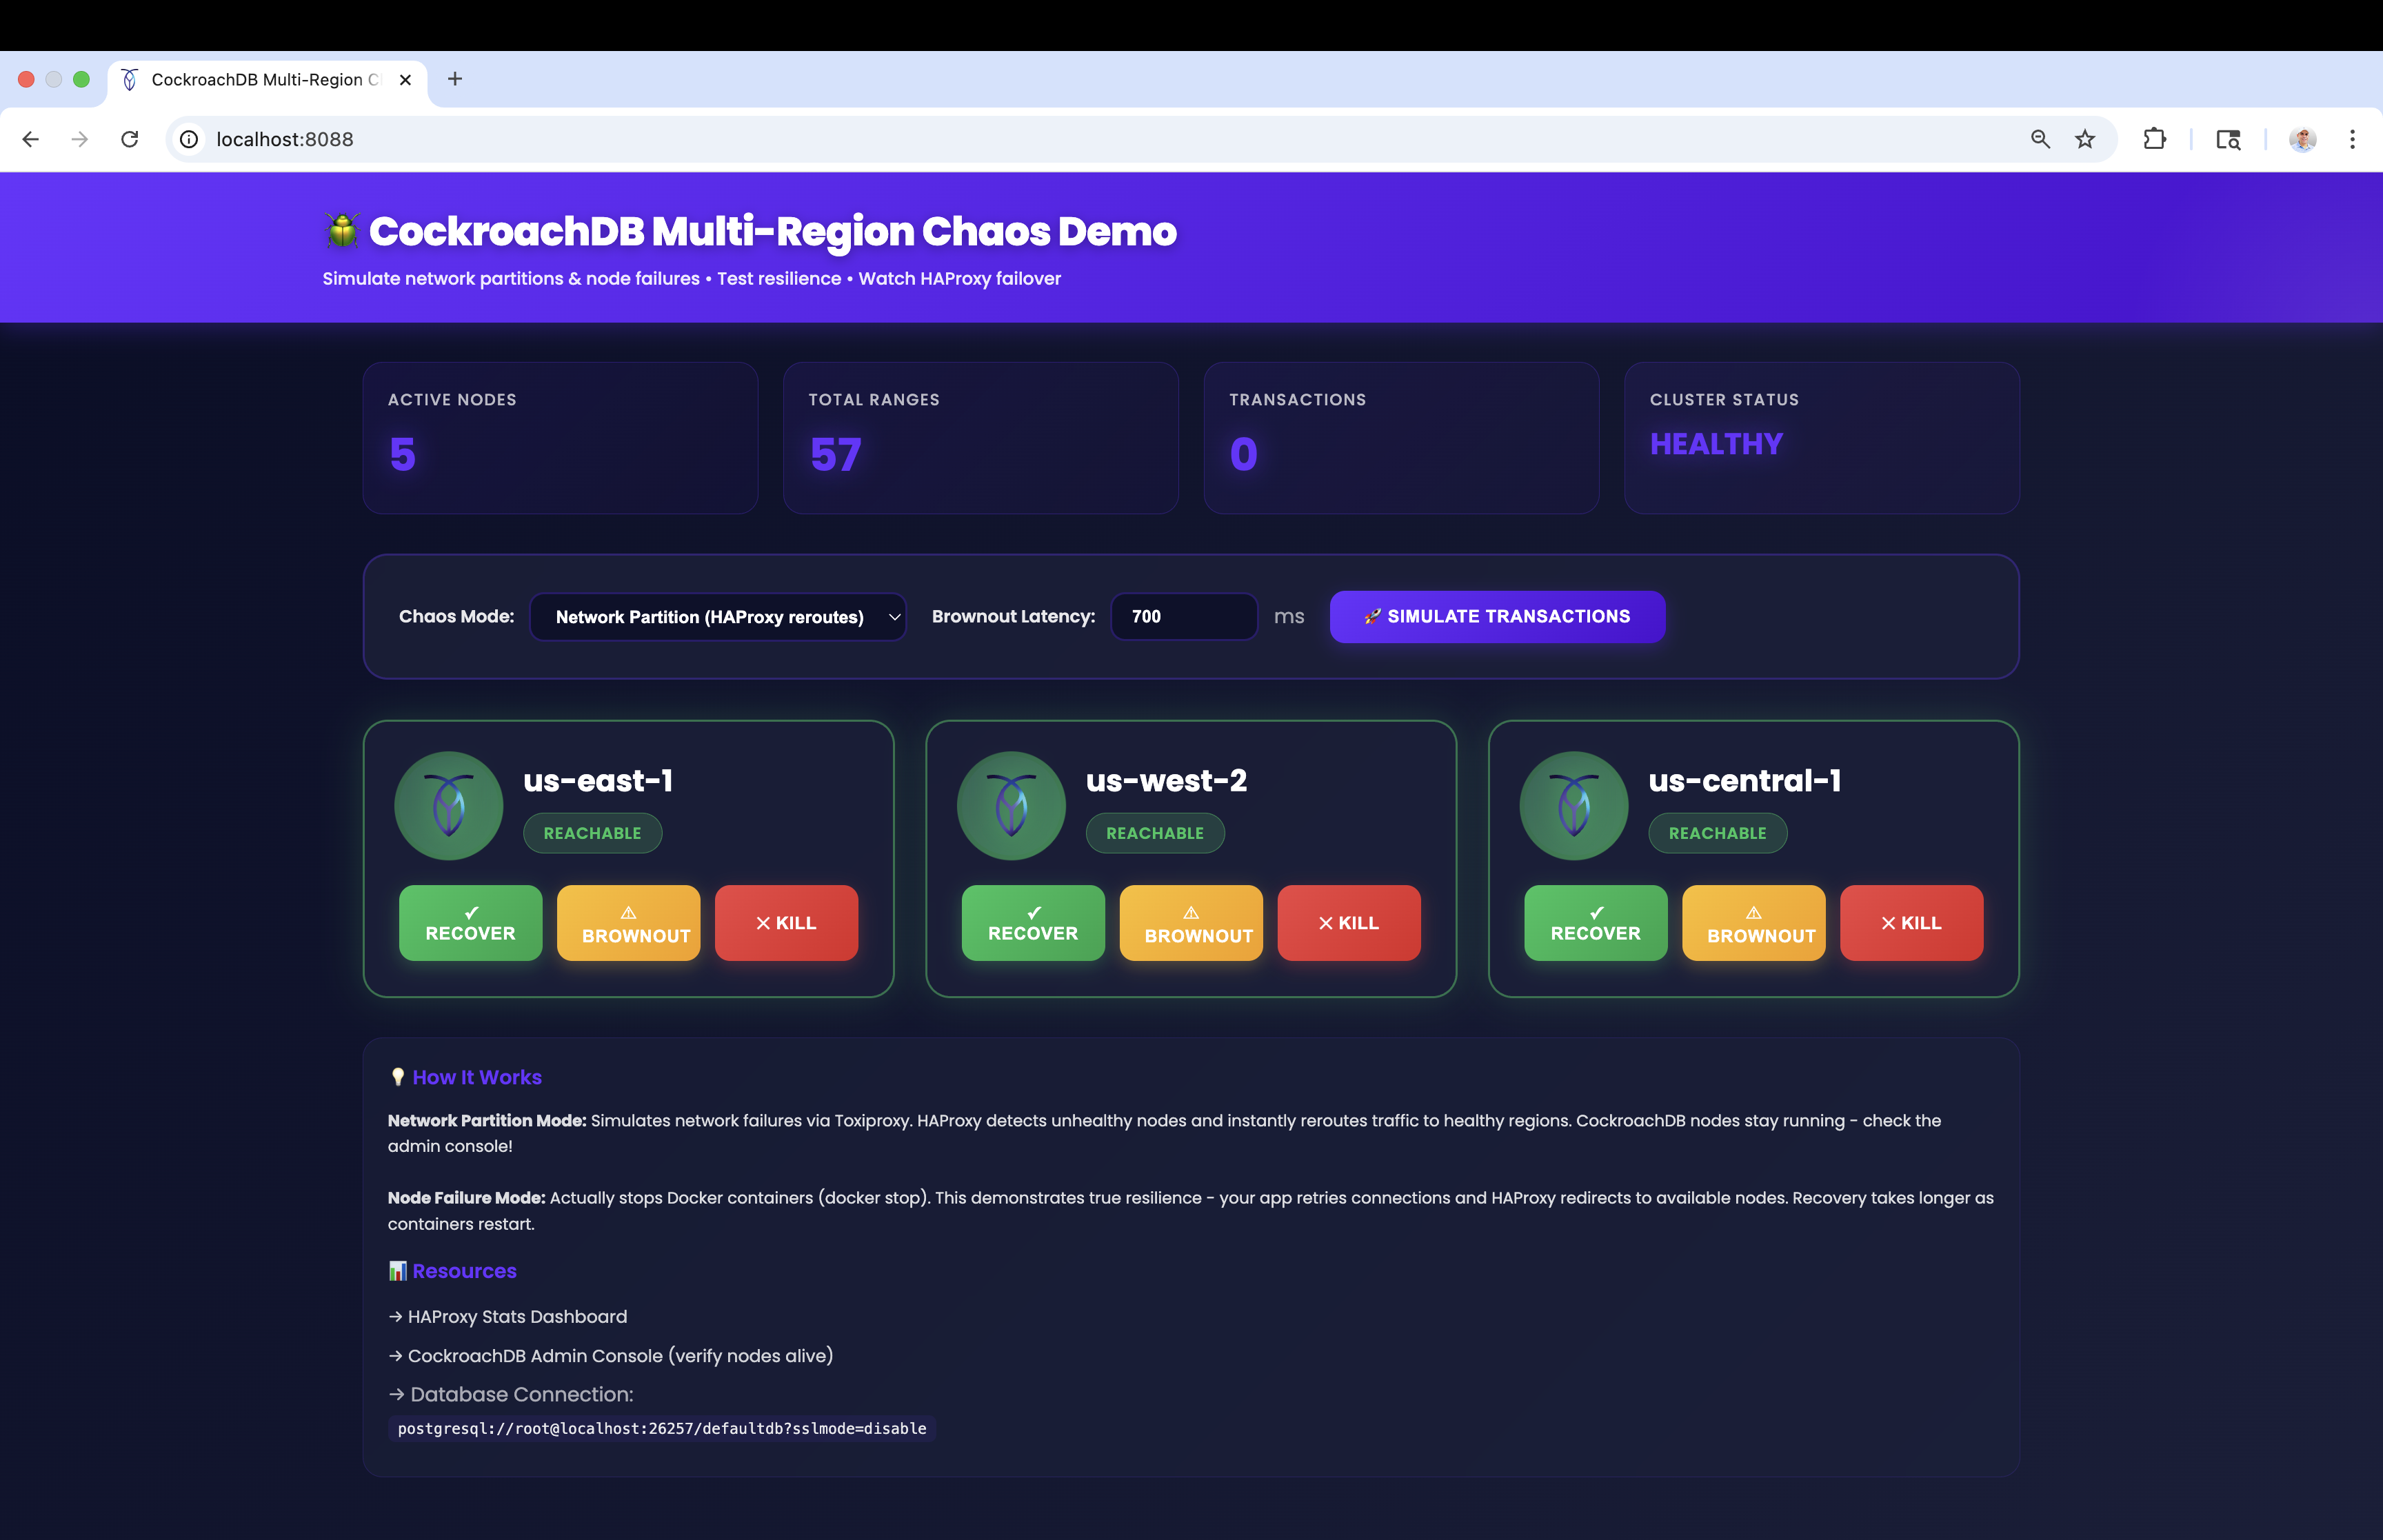 CockroachDB Multi-Region C
localhost:8088
CockroachDB Multi-Region Chaos Demo
Simulate network partitions & node failures • Test resilience • Watch HAProxy failover
ACTIVE NODES
5
TOTAL RANGES
57
TRANSACTIONS
0
CLUSTER STATUS
HEALTHY
Chaos Mode: Network Partition (HAProxy reroutes) Brownout Latency: 700 ms 🚀 SIMULATE TRANSACTIONS
us-east-1
REACHABLE
✓
RECOVER
⚠
BROWNOUT
✕ KILL
us-west-2
REACHABLE
✓
RECOVER
⚠
BROWNOUT
✕ KILL
us-central-1
REACHABLE
✓
RECOVER
⚠
BROWNOUT
✕ KILL
💡 How It Works
Network Partition Mode: Simulates network failures via Toxiproxy. HAProxy detects unhealthy nodes and instantly reroutes traffic to healthy regions. CockroachDB nodes stay running - check the
admin console!
Node Failure Mode: Actually stops Docker containers (docker stop). This demonstrates true resilience - your app retries connections and HAProxy redirects to available nodes. Recovery takes longer as
containers restart.
📊 Resources
→ HAProxy Stats Dashboard
→ CockroachDB Admin Console (verify nodes alive)
→ Database Connection:
postgresql://root@localhost:26257/defaultdb?sslmode=disable